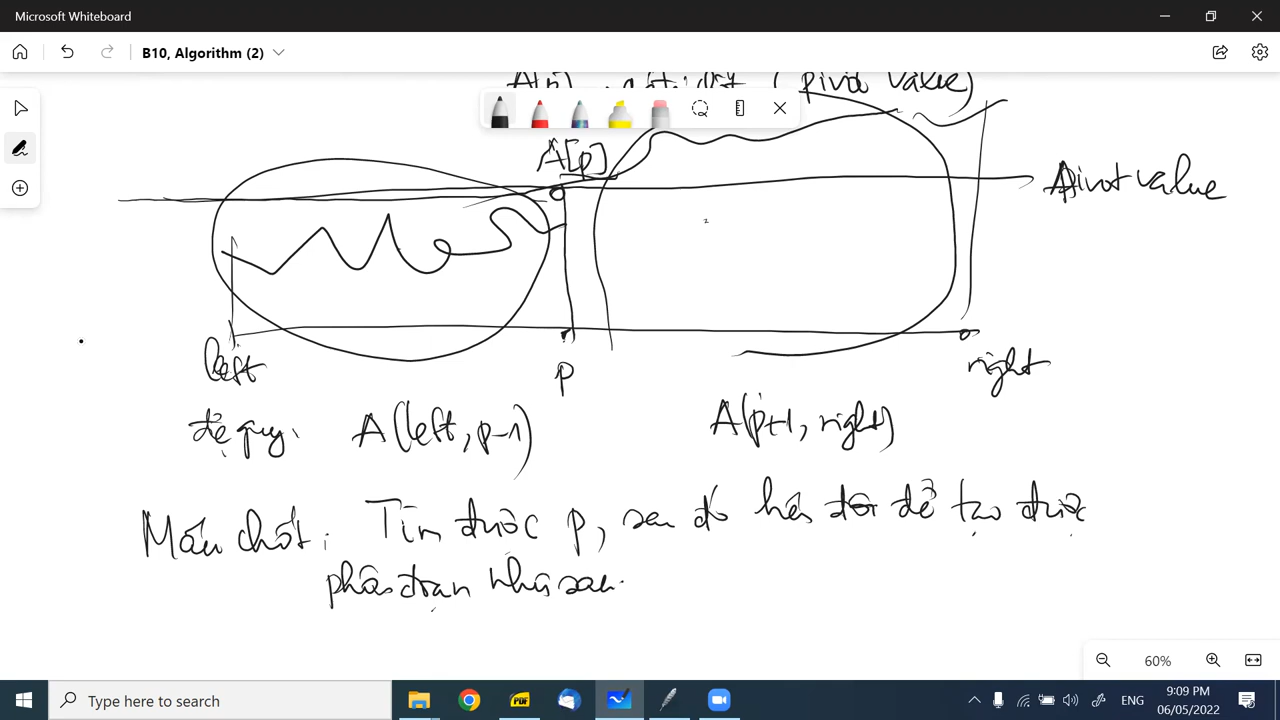 Microsoft Whiteboard
B10, Algorithm (2)
(pivot value)
A[p]
pivot value
left
p
right
đệ quy: A(left, p-1) A(p+1, right)
Mấu chốt: Tìm được p, sau đó hoán đổi để tạo được
phân đoạn như sau:
60%
Type here to search
PDF
ENG
9:09 PM
06/05/2022